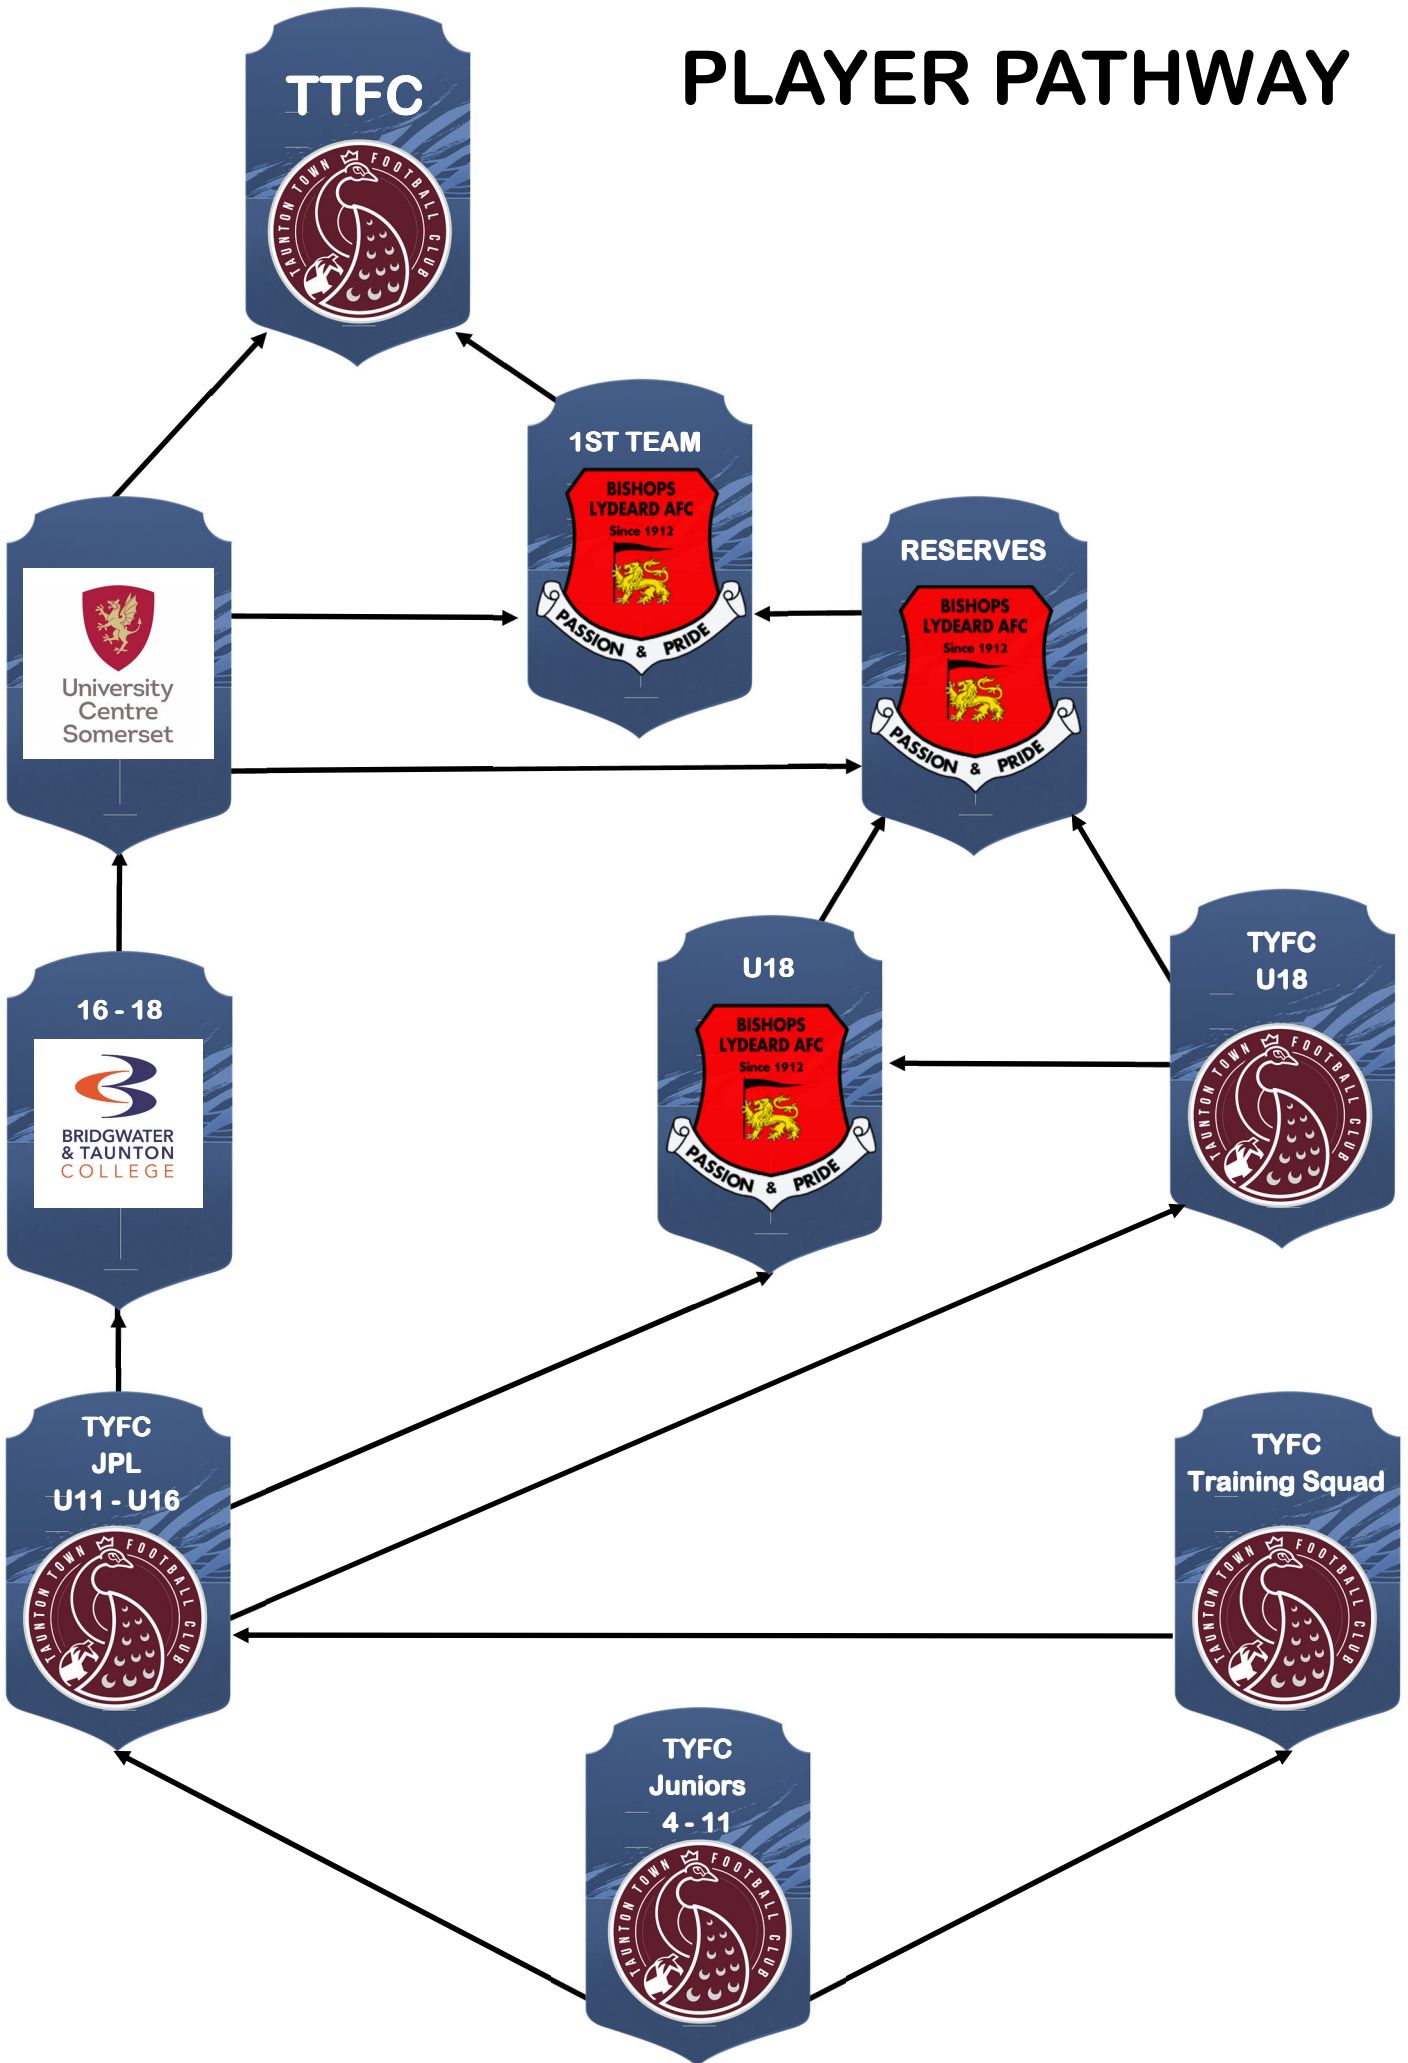 PLAYER PATHWAY
TTFC
TAUNTON TOWN FOOTBALL CLUB
1ST TEAM
BISHOPS
LYDEARD AFC
Since 1912
PASSION & PRIDE
RESERVES
BISHOPS
LYDEARD AFC
Since 1912
PASSION & PRIDE
University
Centre
Somerset
TYFC
U18
TAUNTON TOWN FOOTBALL CLUB
U18
BISHOPS
LYDEARD AFC
Since 1912
PASSION & PRIDE
16 - 18
BRIDGWATER
& TAUNTON
COLLEGE
TYFC
JPL
U11 - U16
TAUNTON TOWN FOOTBALL CLUB
TYFC
Training Squad
TAUNTON TOWN FOOTBALL CLUB
TYFC
Juniors
4 - 11
TAUNTON TOWN FOOTBALL CLUB